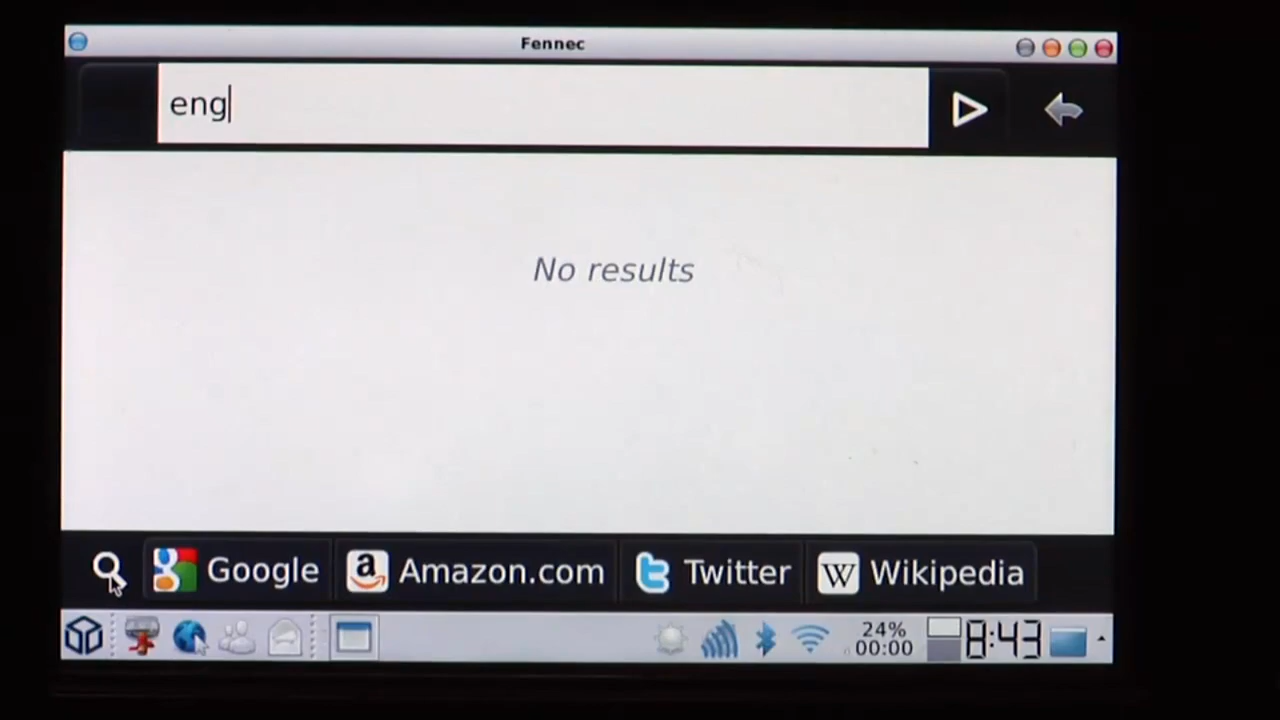 Fennec
eng
No results
Google Amazon.com Twitter Wikipedia
24%
00:00
8:43